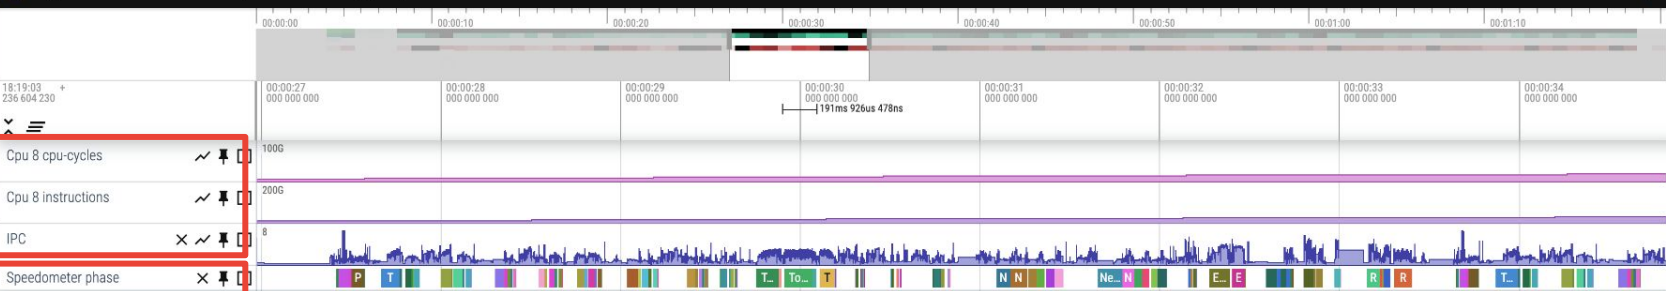 00:00:00 00:00:10 00:00:20 00:00:30 00:00:40 00:00:50 00:01:00 00:01:10
18:19:03 + 00:00:27 00:00:28 00:00:29 00:00:30 00:00:31 00:00:32 00:00:33 00:00:34
236 604 230 000 000 000 000 000 000 000 000 000 000 000 000 000 000 000 000 000 000 000 000 000 000 000 000
191ms 926us 478ns
Cpu 8 cpu-cycles 100G
Cpu 8 instructions 200G
IPC 8
Speedometer phase P T T... To... T N N Ne... N E... E R R T...